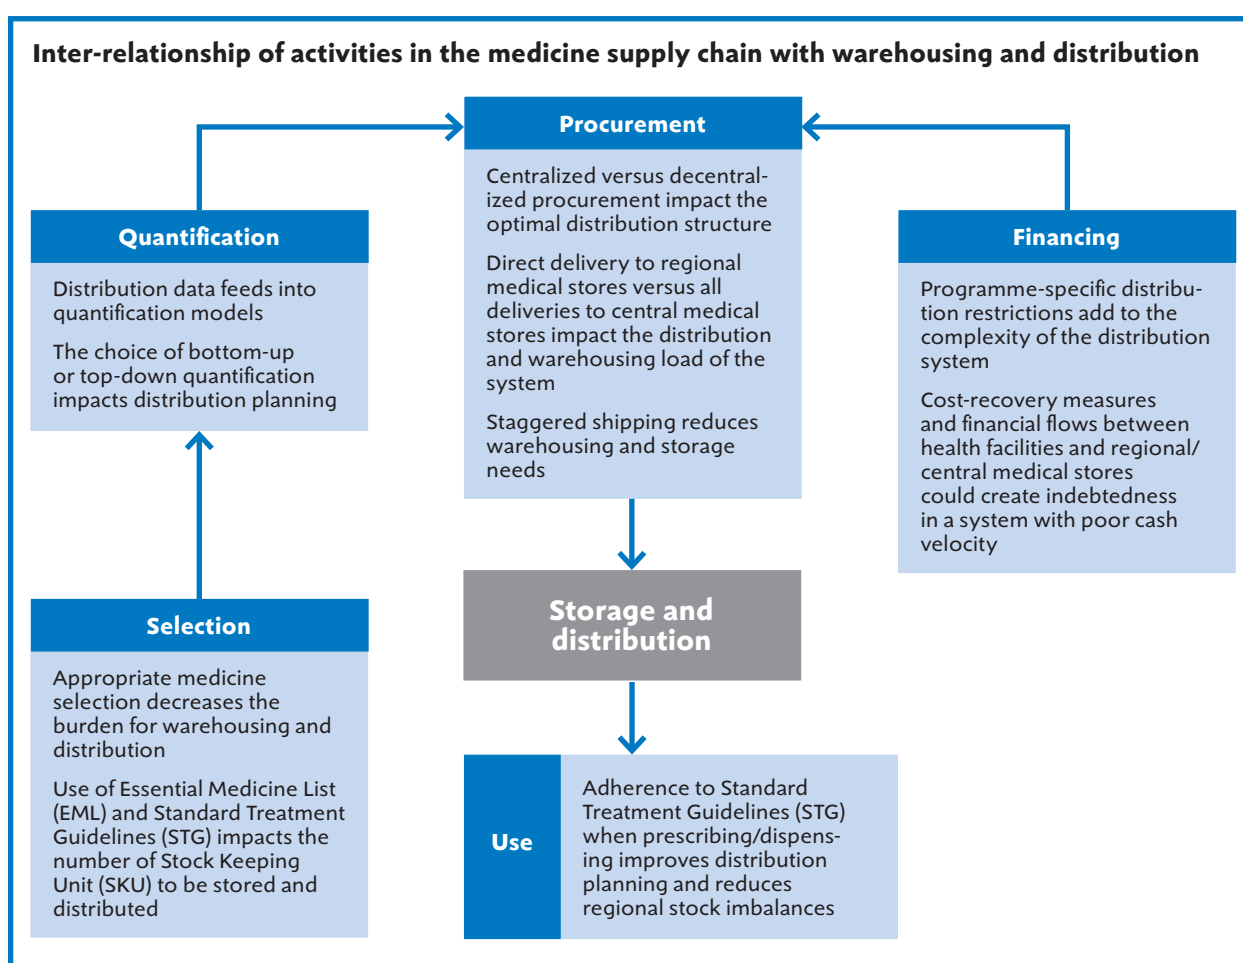 Inter-relationship of activities in the medicine supply chain with warehousing and distribution
Procurement
Centralized versus decentral-
ized procurement impact the
optimal distribution structure
Direct delivery to regional
medical stores versus all
deliveries to central medical
stores impact the distribution
and warehousing load of the
system
Staggered shipping reduces
warehousing and storage
needs
Quantification
Distribution data feeds into
quantification models
The choice of bottom-up
or top-down quantification
impacts distribution planning
Financing
Programme-specific distribu-
tion restrictions add to the
complexity of the distribution
system
Cost-recovery measures
and financial flows between
health facilities and regional/
central medical stores
could create indebtedness
in a system with poor cash
velocity
Selection
Appropriate medicine
selection decreases the
burden for warehousing and
distribution
Use of Essential Medicine List
(EML) and Standard Treatment
Guidelines (STG) impacts the
number of Stock Keeping
Unit (SKU) to be stored and
distributed
Storage and
distribution
Use
Adherence to Standard
Treatment Guidelines (STG)
when prescribing/dispens-
ing improves distribution
planning and reduces
regional stock imbalances